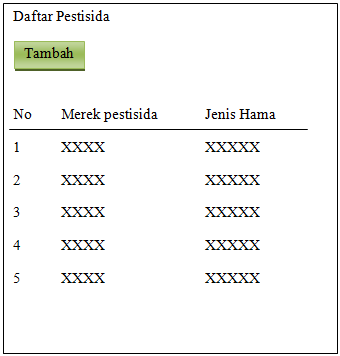 Daftar Pestisida
Tambah
No Merek pestisida Jenis Hama
1 XXXX XXXXX
2 XXXX XXXXX
3 XXXX XXXXX
4 XXXX XXXXX
5 XXXX XXXXX